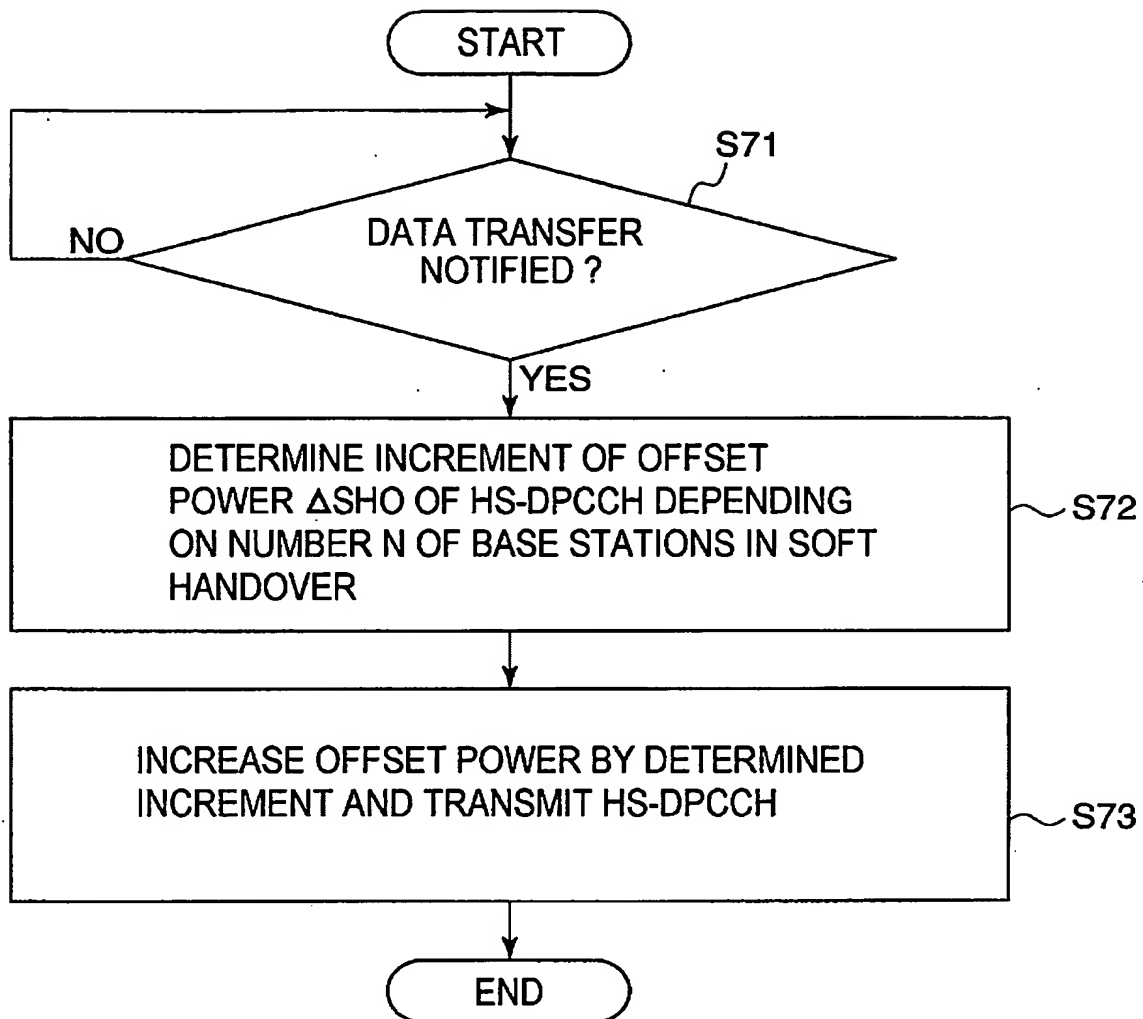 START
S71
DATA TRANSFER
NOTIFIED ?
NO
YES
DETERMINE INCREMENT OF OFFSET
POWER ΔSHO OF HS-DPCCH DEPENDING
ON NUMBER N OF BASE STATIONS IN SOFT
HANDOVER
S72
INCREASE OFFSET POWER BY DETERMINED
INCREMENT AND TRANSMIT HS-DPCCH
S73
END